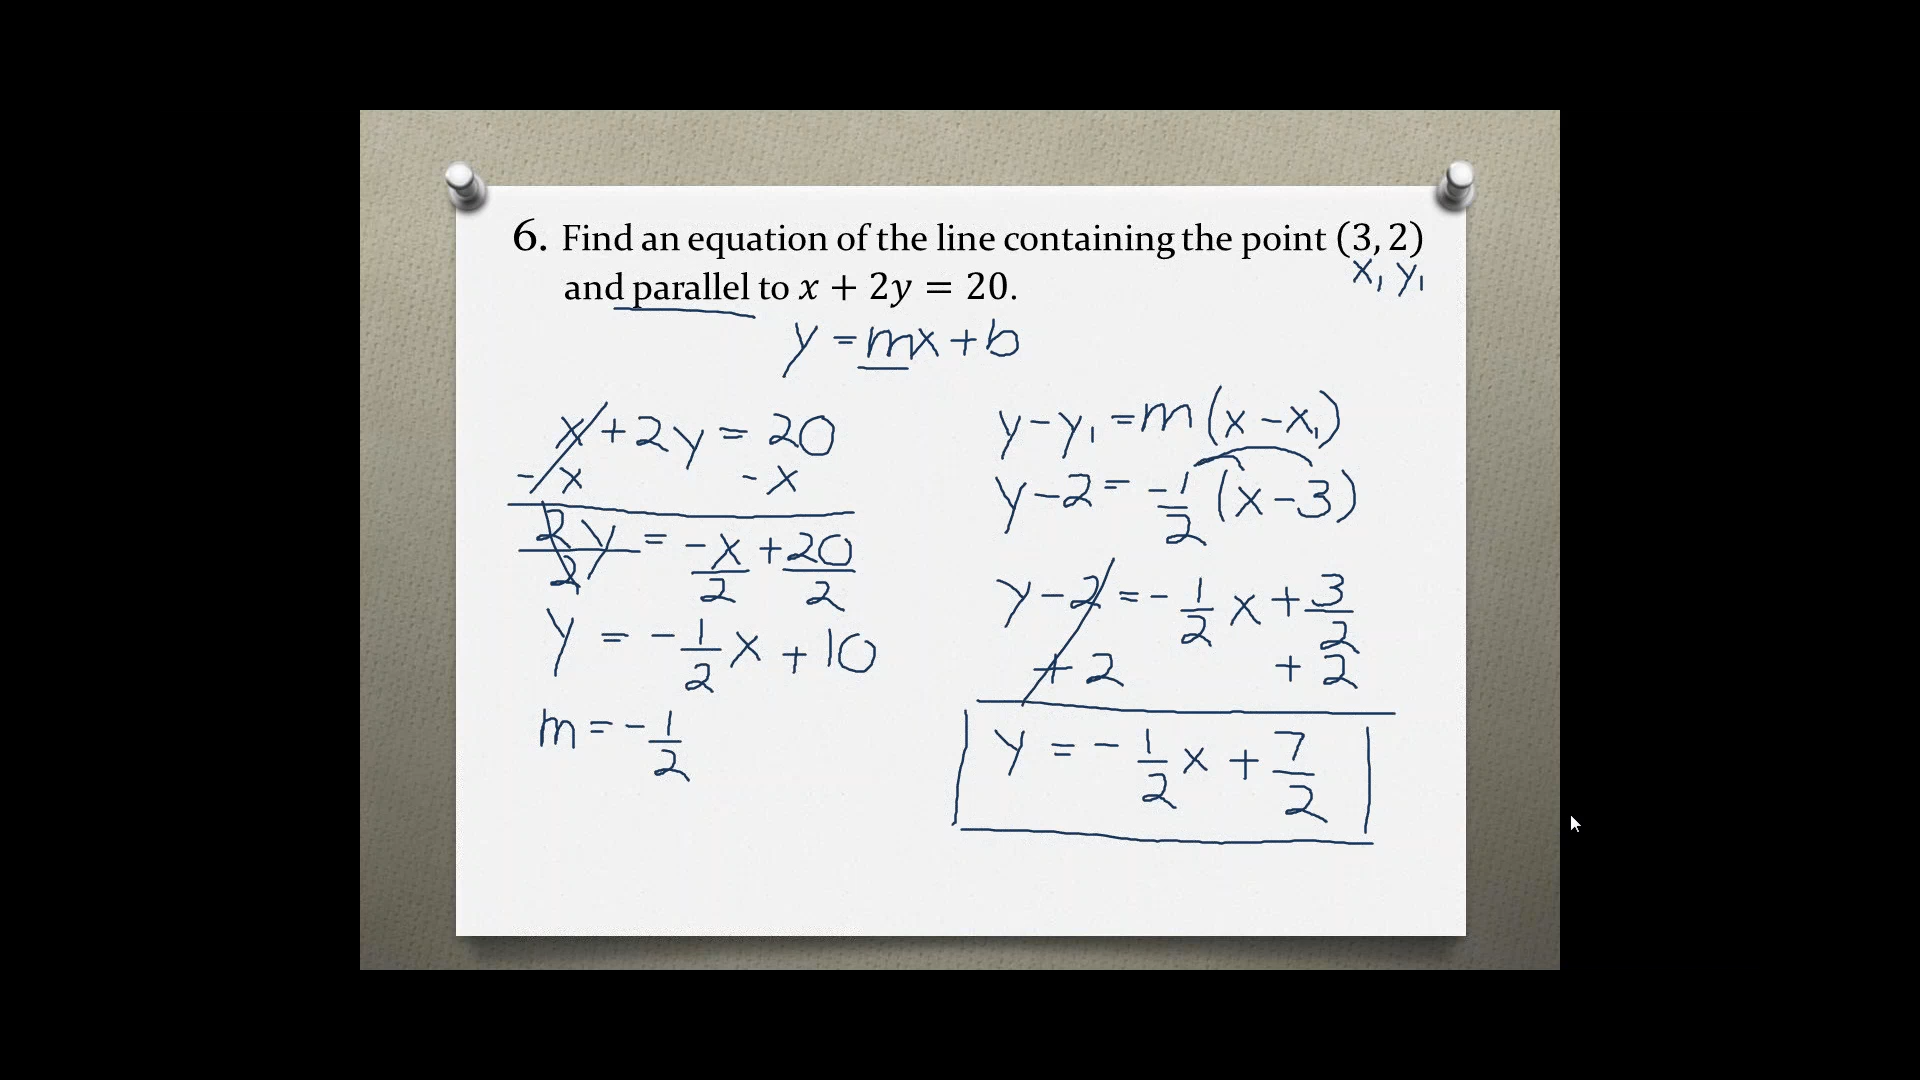 6. Find an equation of the line containing the point (3, 2)
and parallel to x + 2y = 20.
x₁ y₁
y = mx + b
x + 2y = 20
- x - x
2y/2 = -x/2 + 20/2
y = - 1/2 x + 10
m = - 1/2
y - y₁ = m(x - x₁)
y - 2 = -1/2 (x - 3)
y - 2 = - 1/2 x + 3/2
+ 2 + 2
y = - 1/2 x + 7/2